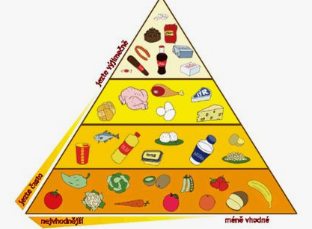 jezte výjimečně
jezte často
nejvhodnější
méně vhodné